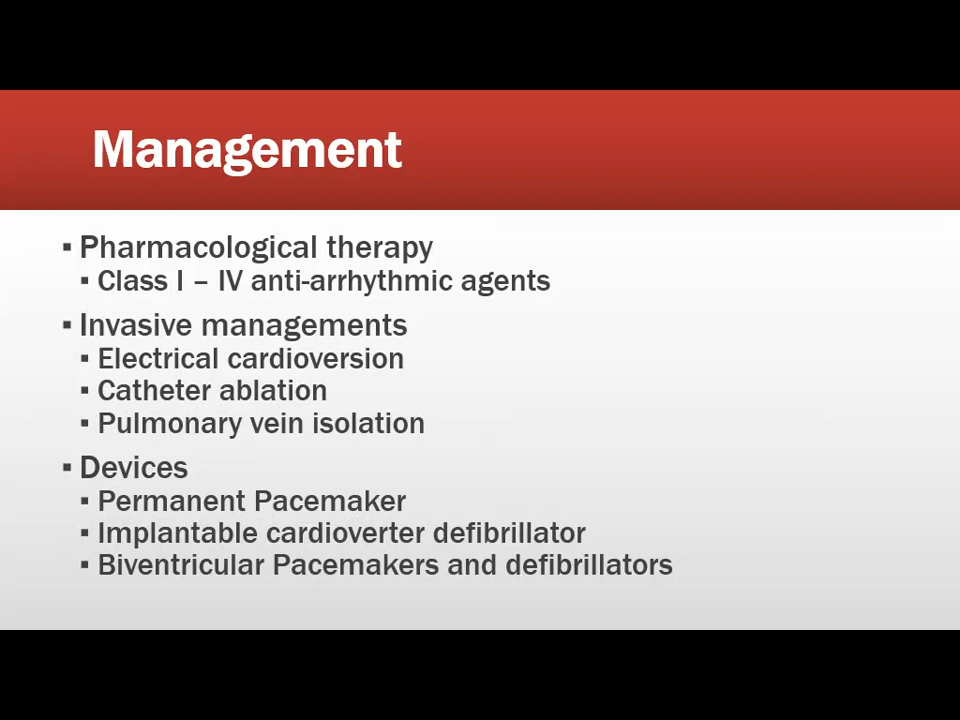 Management
▪ Pharmacological therapy
▪ Class I – IV anti-arrhythmic agents
▪ Invasive managements
▪ Electrical cardioversion
▪ Catheter ablation
▪ Pulmonary vein isolation
▪ Devices
▪ Permanent Pacemaker
▪ Implantable cardioverter defibrillator
▪ Biventricular Pacemakers and defibrillators